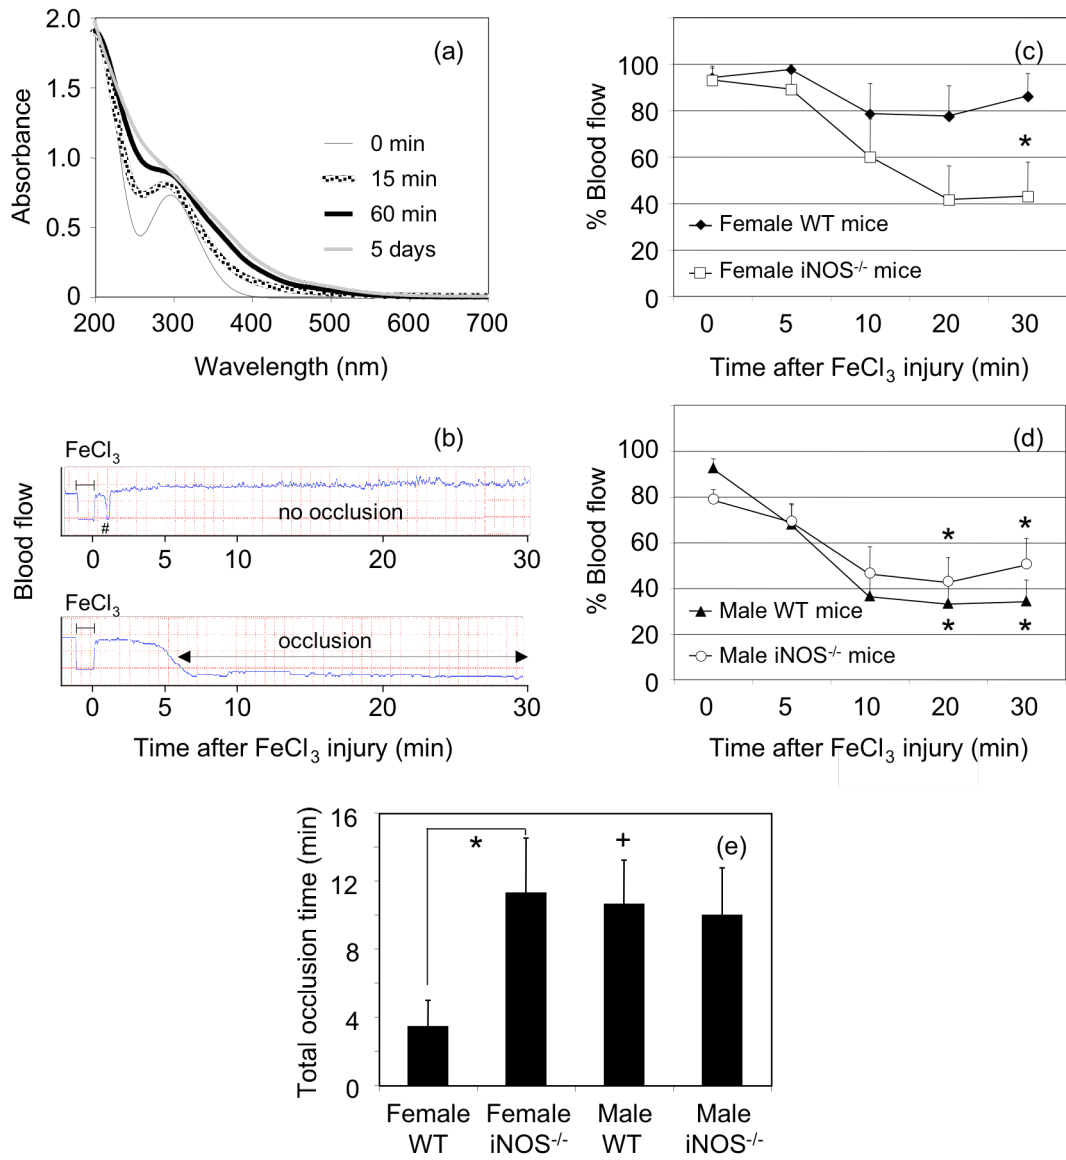 (a)
2.0
1.5
1.0
0.5
0
Absorbance
0 min
15 min
60 min
5 days
200 300 400 500 600 700
Wavelength (nm)
(b)
Blood flow
FeCl₃
no occlusion
#
0 5 10 20 30
FeCl₃
occlusion
0 5 10 20 30
Time after FeCl₃ injury (min)
(c)
100
80
60
40
20
0
% Blood flow
*
Female WT mice
Female iNOS⁻/⁻ mice
0 5 10 20 30
Time after FeCl₃ injury (min)
(d)
100
80
60
40
20
0
% Blood flow
* *
Male WT mice
* *
Male iNOS⁻/⁻ mice
0 5 10 20 30
Time after FeCl₃ injury (min)
(e)
16
12
8
4
0
Total occlusion time (min)
* +
Female WT
Female iNOS⁻/⁻
Male WT
Male iNOS⁻/⁻